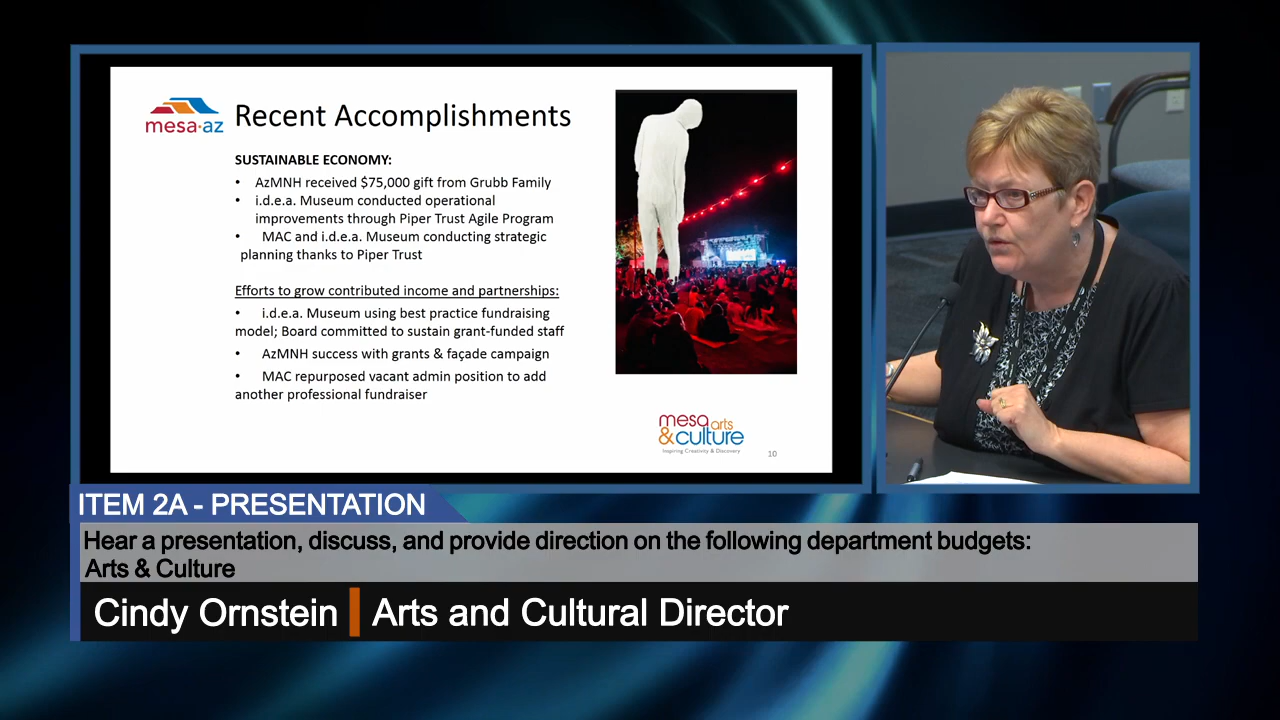 mesa·az
Recent Accomplishments
SUSTAINABLE ECONOMY:
• AzMNH received $75,000 gift from Grubb Family
• i.d.e.a. Museum conducted operational
improvements through Piper Trust Agile Program
• MAC and i.d.e.a. Museum conducting strategic
planning thanks to Piper Trust
Efforts to grow contributed income and partnerships:
• i.d.e.a. Museum using best practice fundraising
model; Board committed to sustain grant-funded staff
• AzMNH success with grants & façade campaign
• MAC repurposed vacant admin position to add
another professional fundraiser
mesa arts
&culture
Inspiring Creativity & Discovery
10
ITEM 2A - PRESENTATION
Hear a presentation, discuss, and provide direction on the following department budgets:
Arts & Culture
Cindy Ornstein
Arts and Cultural Director